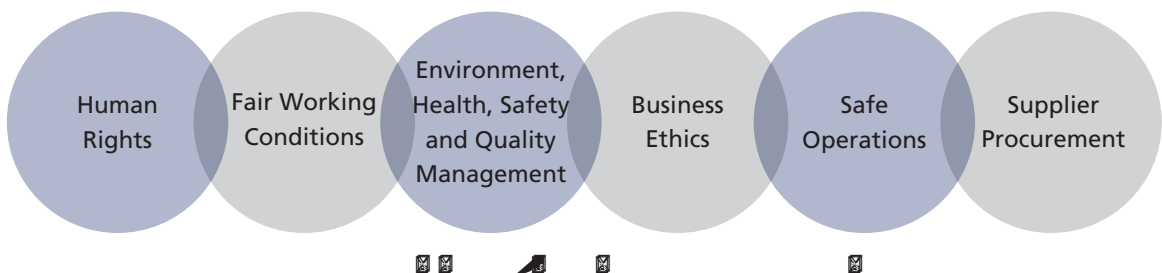 Human
Rights
Fair Working
Conditions
Environment,
Health, Safety
and Quality
Management
Business
Ethics
Safe
Operations
Supplier
Procurement